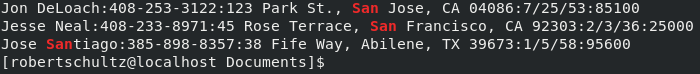 Jon DeLoach:408-253-3122:123 Park St., San Jose, CA 04086:7/25/53:85100
Jesse Neal:408-233-8971:45 Rose Terrace, San Francisco, CA 92303:2/3/36:25000
Jose Santiago:385-898-8357:38 Fife Way, Abilene, TX 39673:1/5/58:95600
[robertschultz@localhost Documents]$